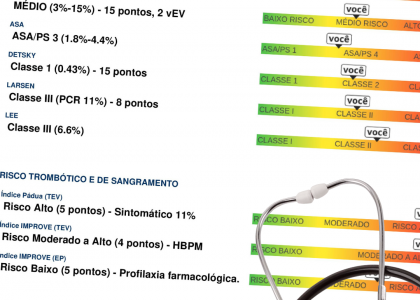 MÉDIO (3%-15%) - 15 pontos, 2 vEV
você
BAIXO RISCO MÉDIO RISCO
ASA
ASA/PS 3 (1.8%-4.4%)
você
ASA/PS 1 ASA/PS 4
DETSKY
Classe 1 (0.43%) - 15 pontos
você
CLASSE 1 CLASSE 2
LARSEN
Classe III (PCR 11%) - 8 pontos
você
CLASSE I CLASSE II
LEE
Classe III (6.6%)
você
CLASSE I CLASSE II
RISCO TROMBÓTICO E DE SANGRAMENTO
Índice Pádua (TEV)
Risco Alto (5 pontos) - Sintomático 11%
RISCO BAIXO MODERADO
Índice IMPROVE (TEV)
Risco Moderado a Alto (4 pontos) - HBPM
RISCO BAIXO MODERADO A AL
Índice IMPROVE (EP)
Risco Baixo (5 pontos) - Profilaxia farmacológica.
RISCO BAIXO MODERADO